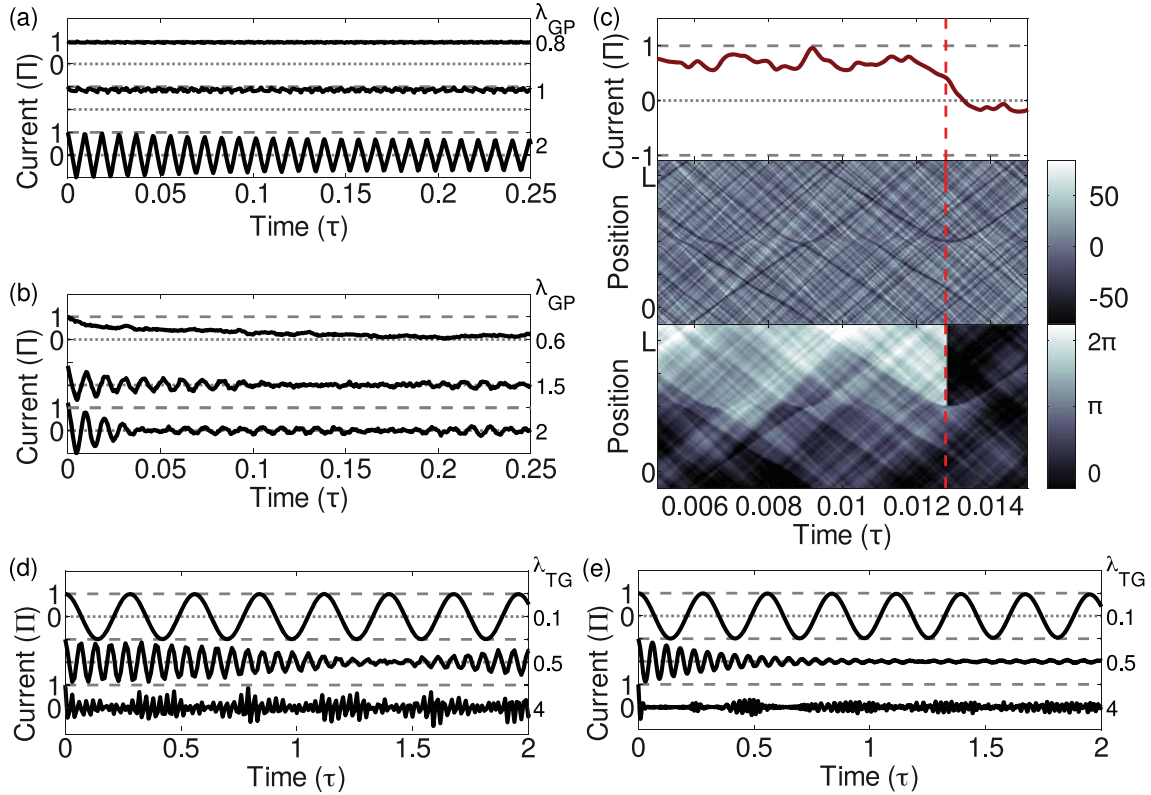 (a)
λGP
Current (Π)
1
0
1
0
0.8
1
2
0
0.05
0.1
0.15
0.2
0.25
Time (τ)
(b)
λGP
Current (Π)
1
0
1
0
0.6
1.5
2
0
0.05
0.1
0.15
0.2
0.25
Time (τ)
(c)
Current (Π)
1
0
-1
Position
L
0
50
0
-50
Position
L
0
2π
π
0
0.006
0.008
0.01
0.012
0.014
Time (τ)
(d)
λTG
Current (Π)
1
0
1
0
0.1
0.5
4
0
0.5
1
1.5
2
Time (τ)
(e)
λTG
Current (Π)
1
0
1
0
0.1
0.5
4
0
0.5
1
1.5
2
Time (τ)